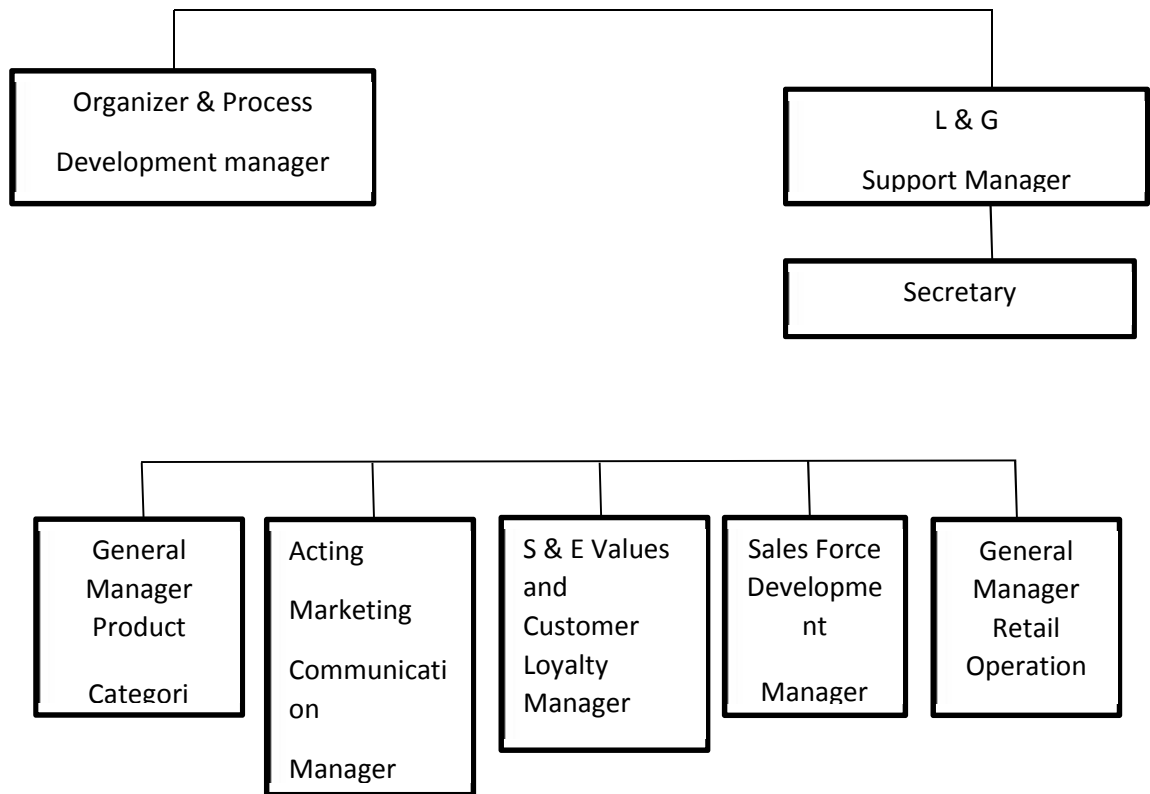 Organizer & Process
Development manager
L & G
Support Manager
Secretary
General
Manager
Product
Categori
Acting
Marketing
Communicati
on
Manager
S & E Values
and
Customer
Loyalty
Manager
Sales Force
Developme
nt
Manager
General
Manager
Retail
Operation